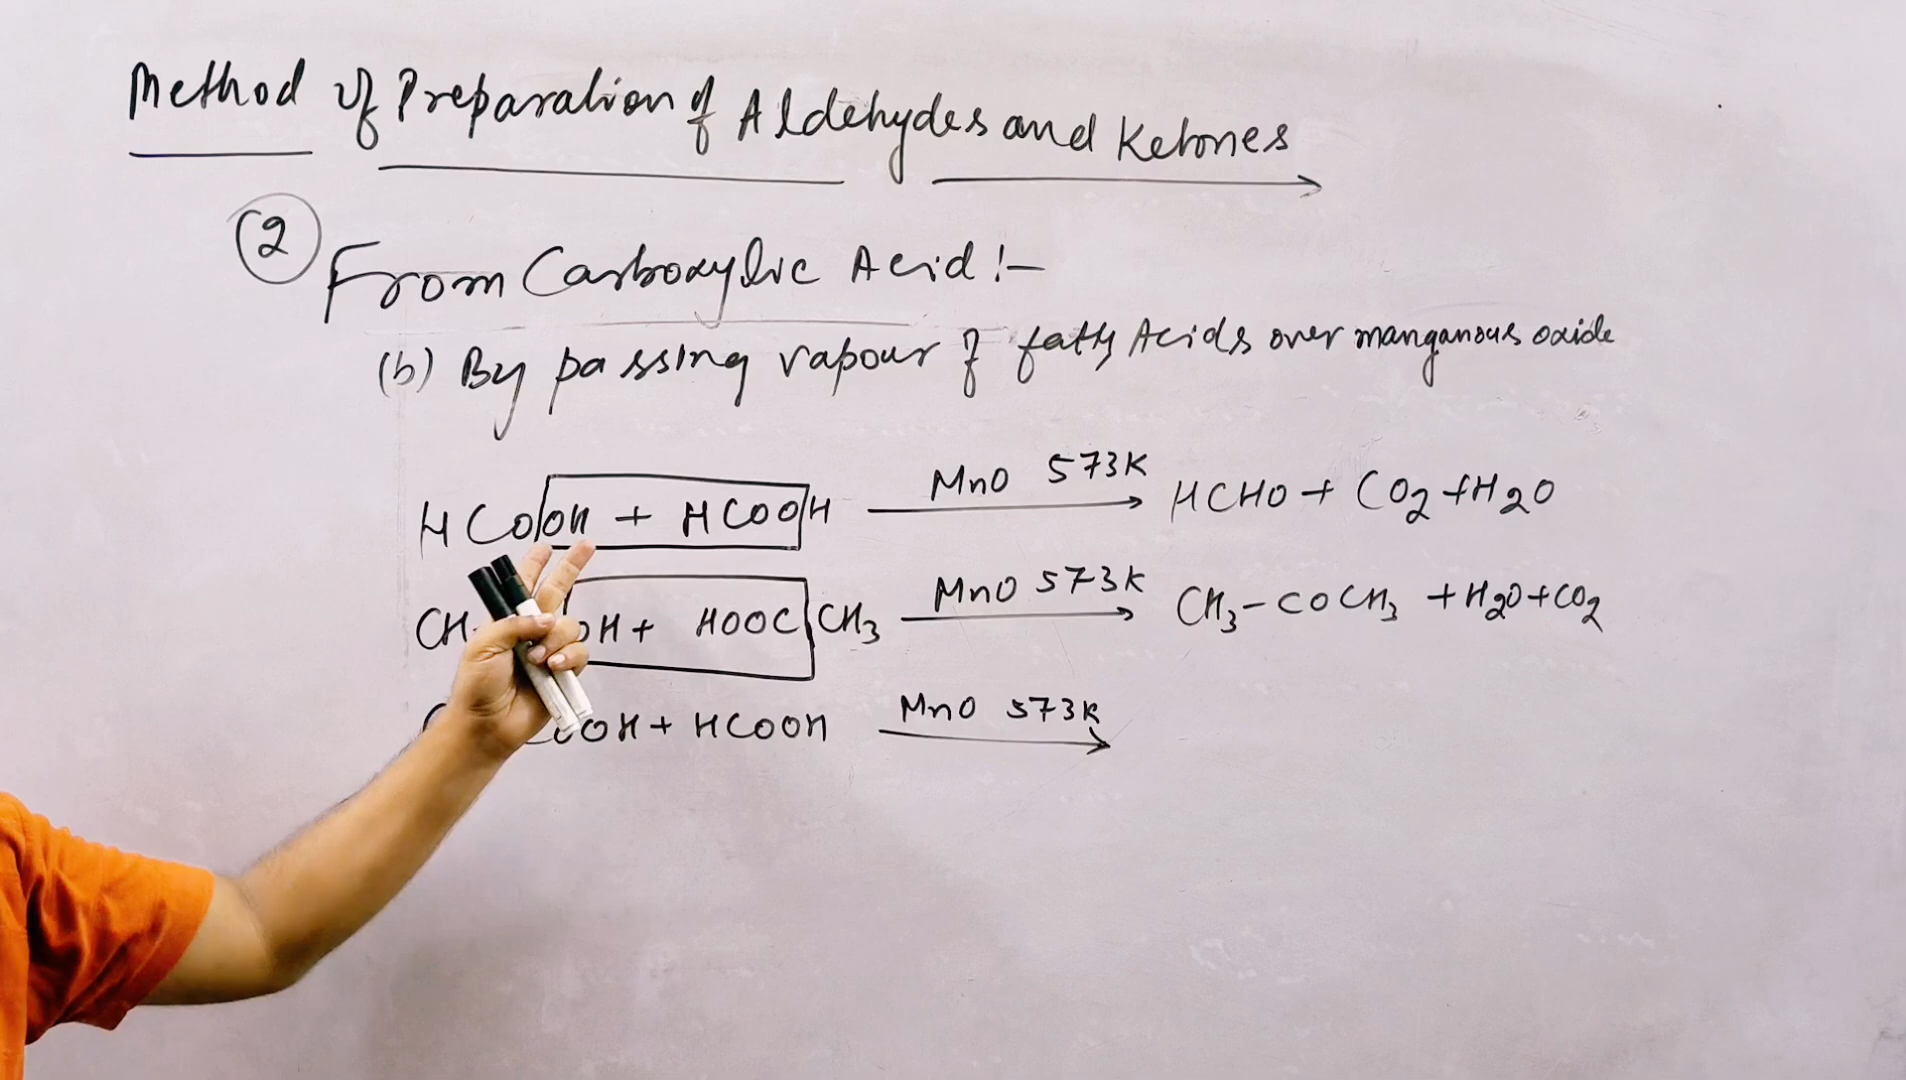 Method of Preparation of Aldehydes and Ketones
(2) From Carboxylic Acid :-
(b) By passing vapour of fatty Acids over manganous oxide
HCOOH + HCOOH MnO 573K HCHO + CO2 + H2O
CH OH + HOOC CH3 MnO 573K CH3-COCH3 + H2O + CO2
COOH + HCOOH MnO 573K